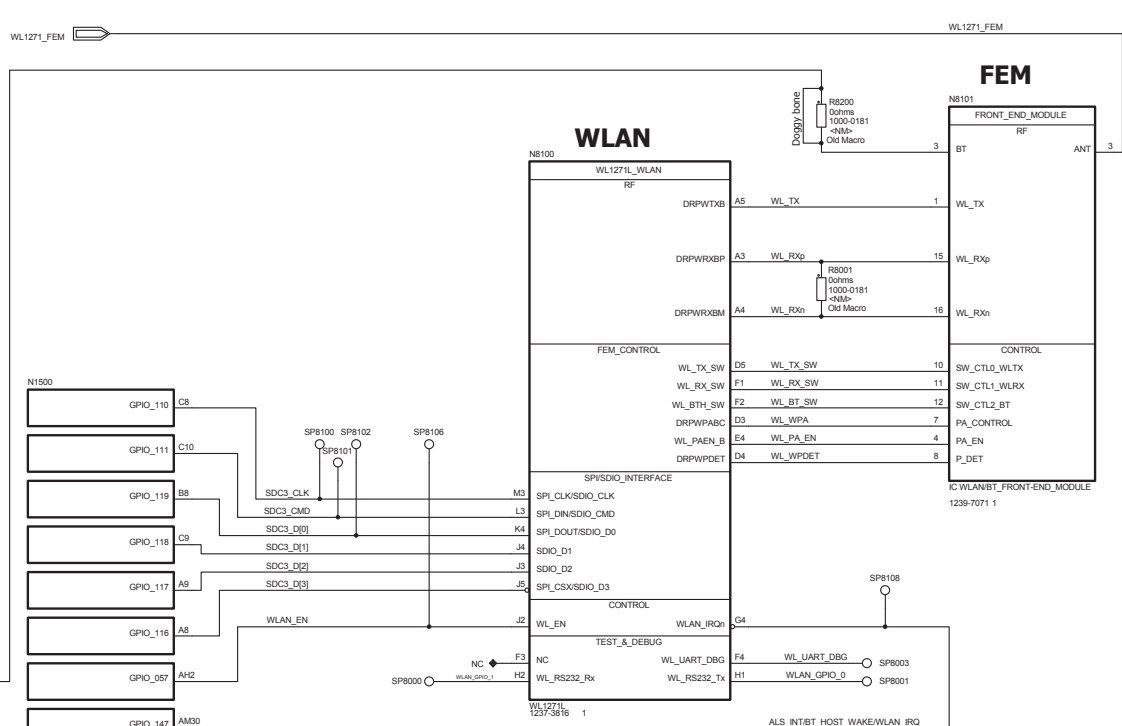 WL1271_FEM
WL1271_FEM
FEM
N8101
FRONT_END_MODULE
RF
Doggy bone
R8200
0ohms
1000-0181
<NM>
Old Macro
3
BT
ANT
3
WLAN
N8100
WL1271L_WLAN
RF
DRPWTXB
A5
WL_TX
1
WL_TX
DRPWRXBP
A3
WL_RXp
15
WL_RXp
R8001
0ohms
1000-0181
<NM>
Old Macro
DRPWRXBM
A4
WL_RXn
16
WL_RXn
FEM_CONTROL
CONTROL
WL_TX_SW
D5
WL_TX_SW
10
SW_CTL0_WLTX
WL_RX_SW
F1
WL_RX_SW
11
SW_CTL1_WLRX
WL_BTH_SW
F2
WL_BT_SW
12
SW_CTL2_BT
DRPWPABC
D3
WL_WPA
7
PA_CONTROL
WL_PAEN_B
E4
WL_PA_EN
4
PA_EN
DRPWPDET
D4
WL_WPDET
8
P_DET
IC WLAN/BT_FRONT-END_MODULE
1239-7071 1
N1500
GPIO_110
C8
GPIO_111
C10
GPIO_119
B8
GPIO_118
C9
GPIO_117
A9
GPIO_116
A8
GPIO_057
AH2
GPIO_147
AM30
SP8100
SP8102
SP8101
SP8106
SPI/SDIO_INTERFACE
SDC3_CLK
M3
SPI_CLK/SDIO_CLK
SDC3_CMD
L3
SPI_DIN/SDIO_CMD
SDC3_D[0]
K4
SPI_DOUT/SDIO_D0
SDC3_D[1]
J4
SDIO_D1
SDC3_D[2]
J3
SDIO_D2
SDC3_D[3]
J5
SPI_CSX/SDIO_D3
CONTROL
WLAN_EN
J2
WL_EN
WLAN_IRQn
G4
SP8108
TEST_&_DEBUG
NC
F3
NC
WL_UART_DBG
F4
WL_UART_DBG
SP8003
SP8000
WLAN_GPIO_1
H2
WL_RS232_Rx
WL_RS232_Tx
H1
WLAN_GPIO_0
SP8001
WL1271L
1237-3816 1
ALS_INT/BT_HOST_WAKE/WLAN_IRQ